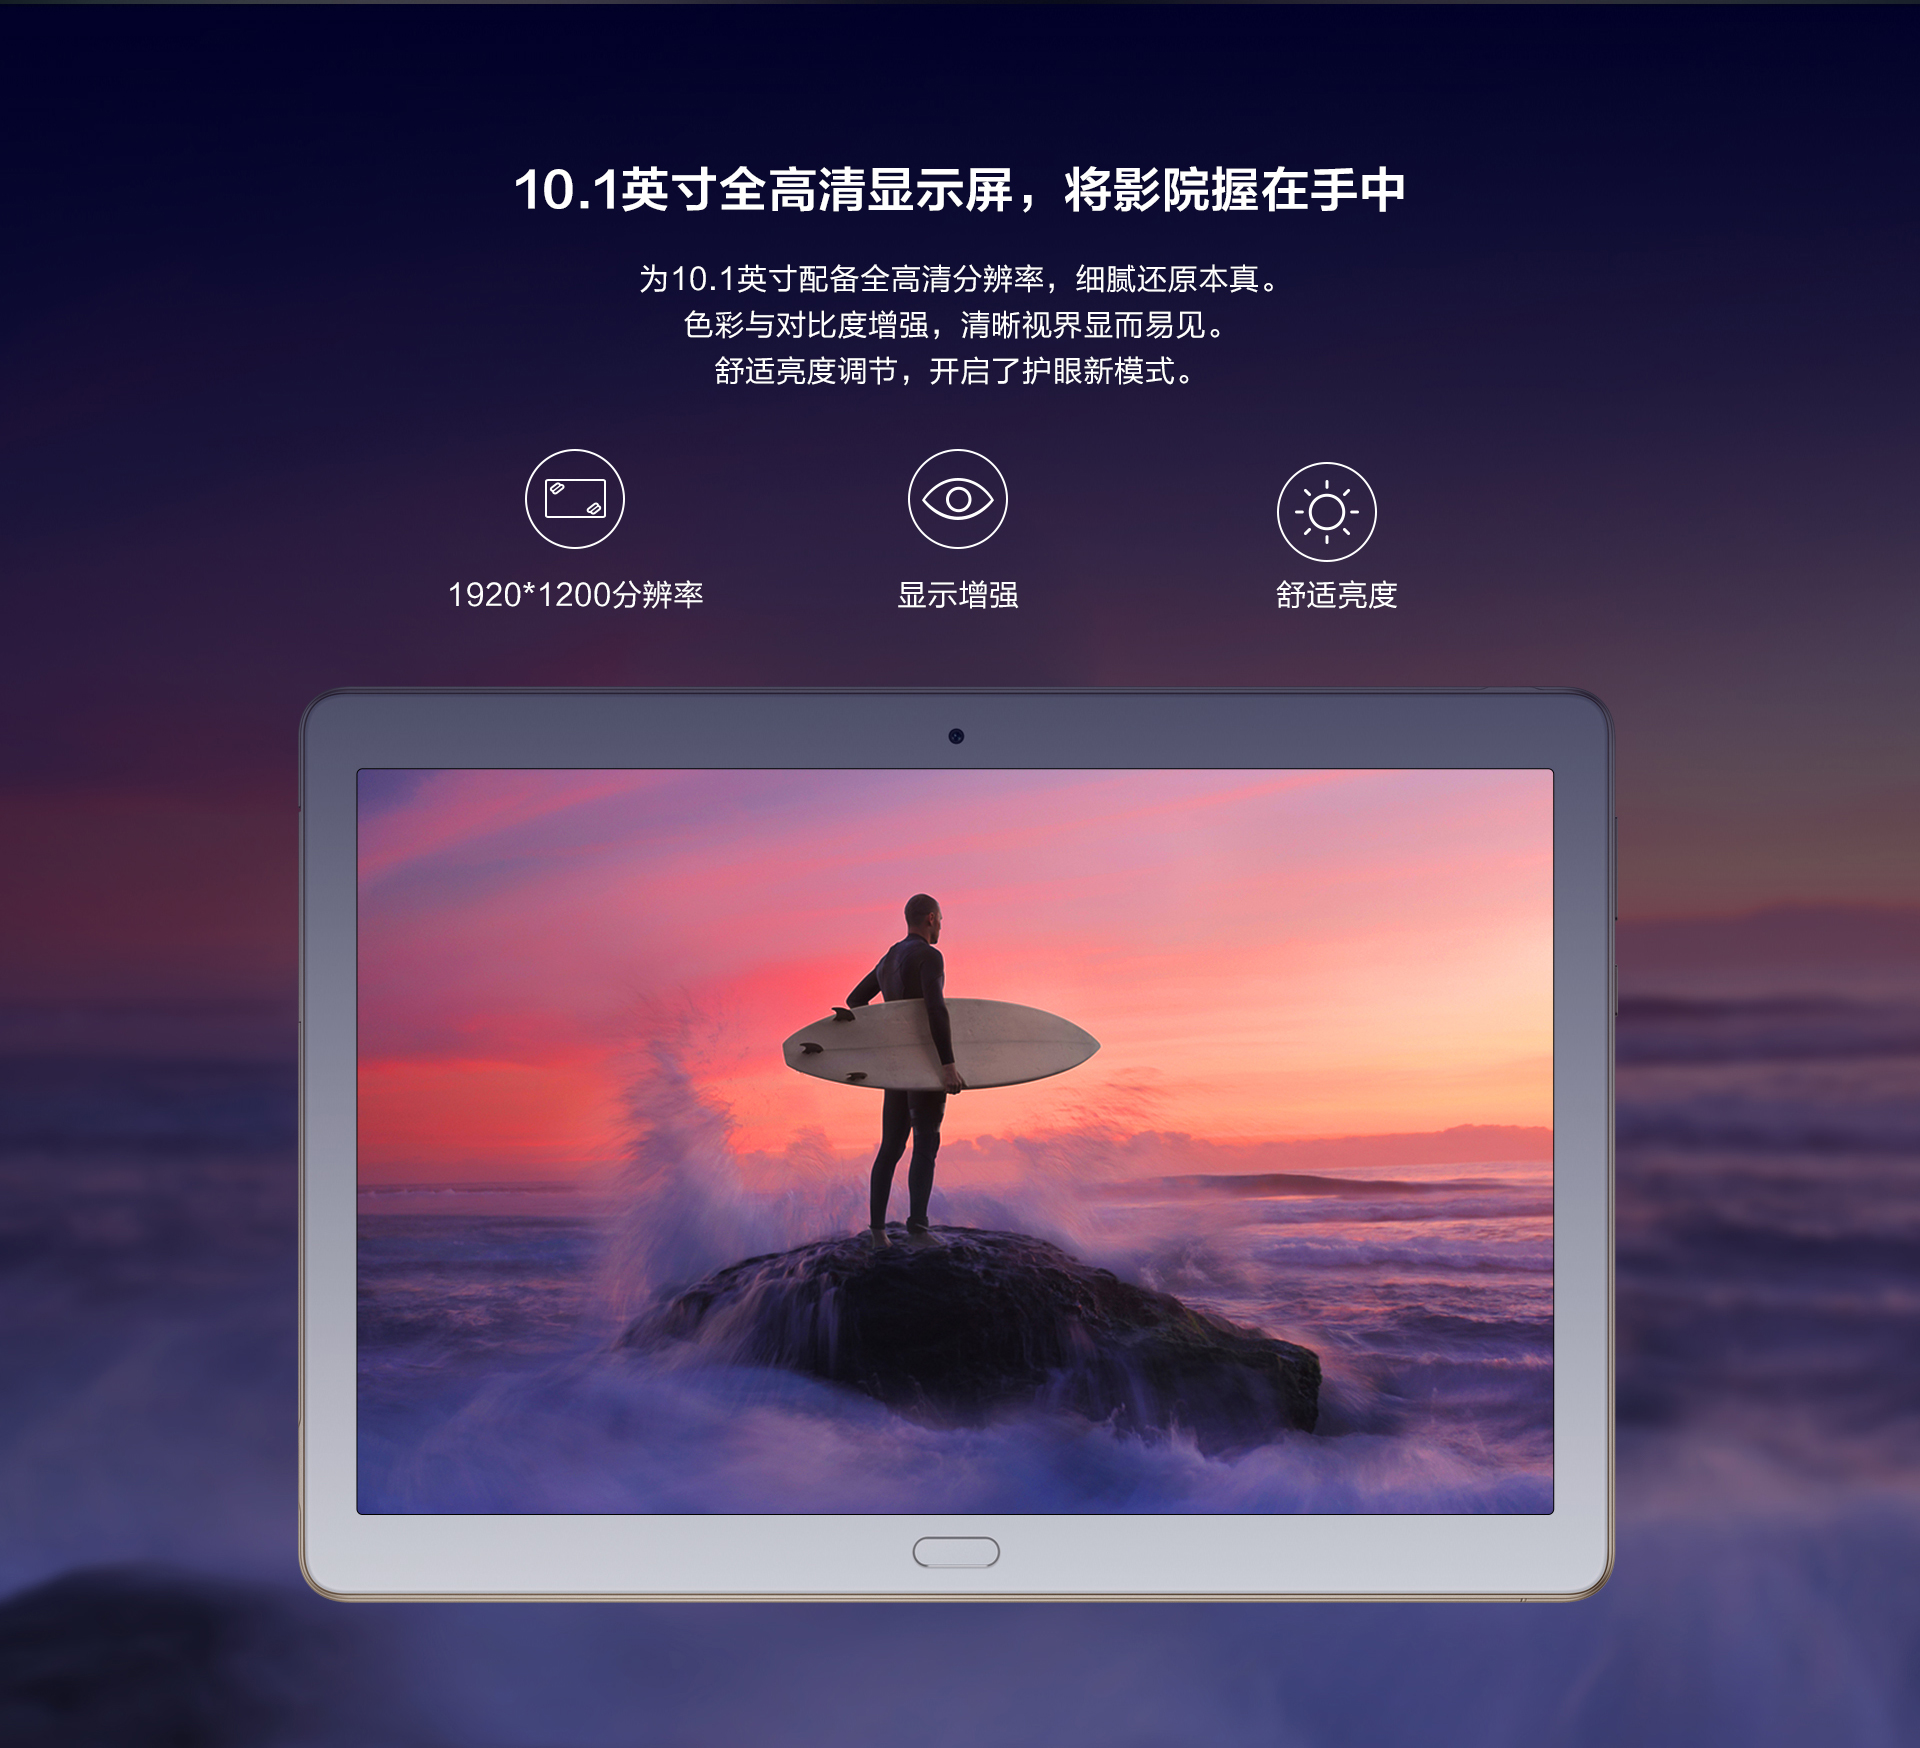 10.1英寸全高清显示屏，将影院握在手中
为10.1英寸配备全高清分辨率，细腻还原本真。
色彩与对比度增强，清晰视界显而易见。
舒适亮度调节，开启了护眼新模式。
1920*1200分辨率
显示增强
舒适亮度